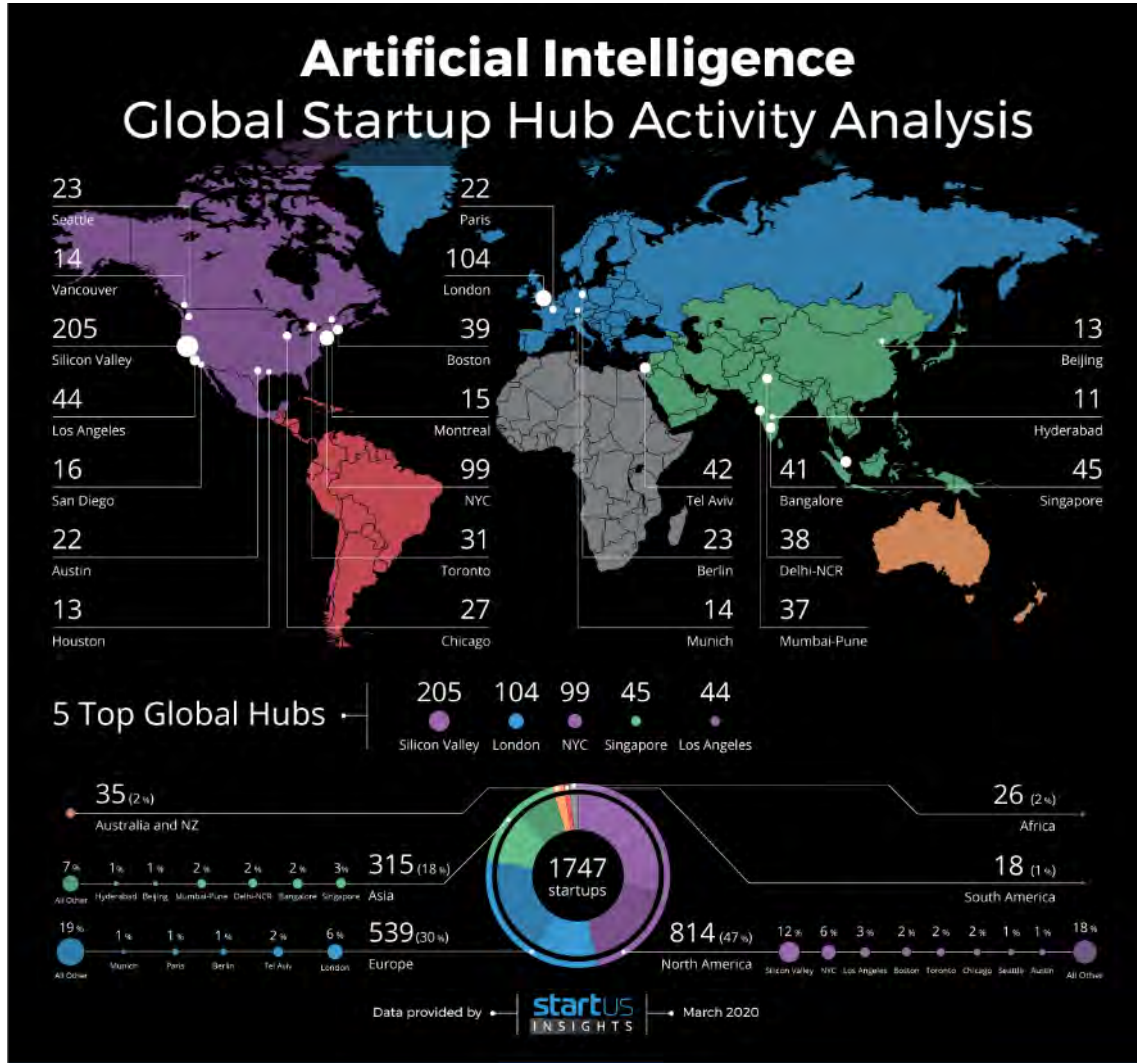 Artificial Intelligence
Global Startup Hub Activity Analysis
23
Seattle
14
Vancouver
205
Silicon Valley
44
Los Angeles
16
San Diego
22
Austin
13
Houston
22
Paris
104
London
39
Boston
15
Montreal
99
NYC
31
Toronto
27
Chicago
42
Tel Aviv
23
Berlin
14
Munich
41
Bangalore
38
Delhi-NCR
37
Mumbai-Pune
13
Beijing
11
Hyderabad
45
Singapore
5 Top Global Hubs
205 104 99 45 44
Silicon Valley London NYC Singapore Los Angeles
35 (2%)
Australia and NZ
26 (2%)
Africa
18 (1%)
South America
1747
startups
7% 1% 1% 2% 2% 2% 3% 315 (18%)
All Other Hyderabad Beijing Mumbai-Pune Delhi-NCR Bangalore Singapore Asia
19% 1% 1% 1% 2% 6% 539 (30%)
All Other Munich Paris Berlin Tel Aviv London Europe
814 (47%) 12% 6% 3% 2% 2% 2% 1% 1% 18%
North America Silicon Valley NYC Los Angeles Boston Toronto Chicago Seattle Austin All Other
Data provided by startus INSIGHTS March 2020